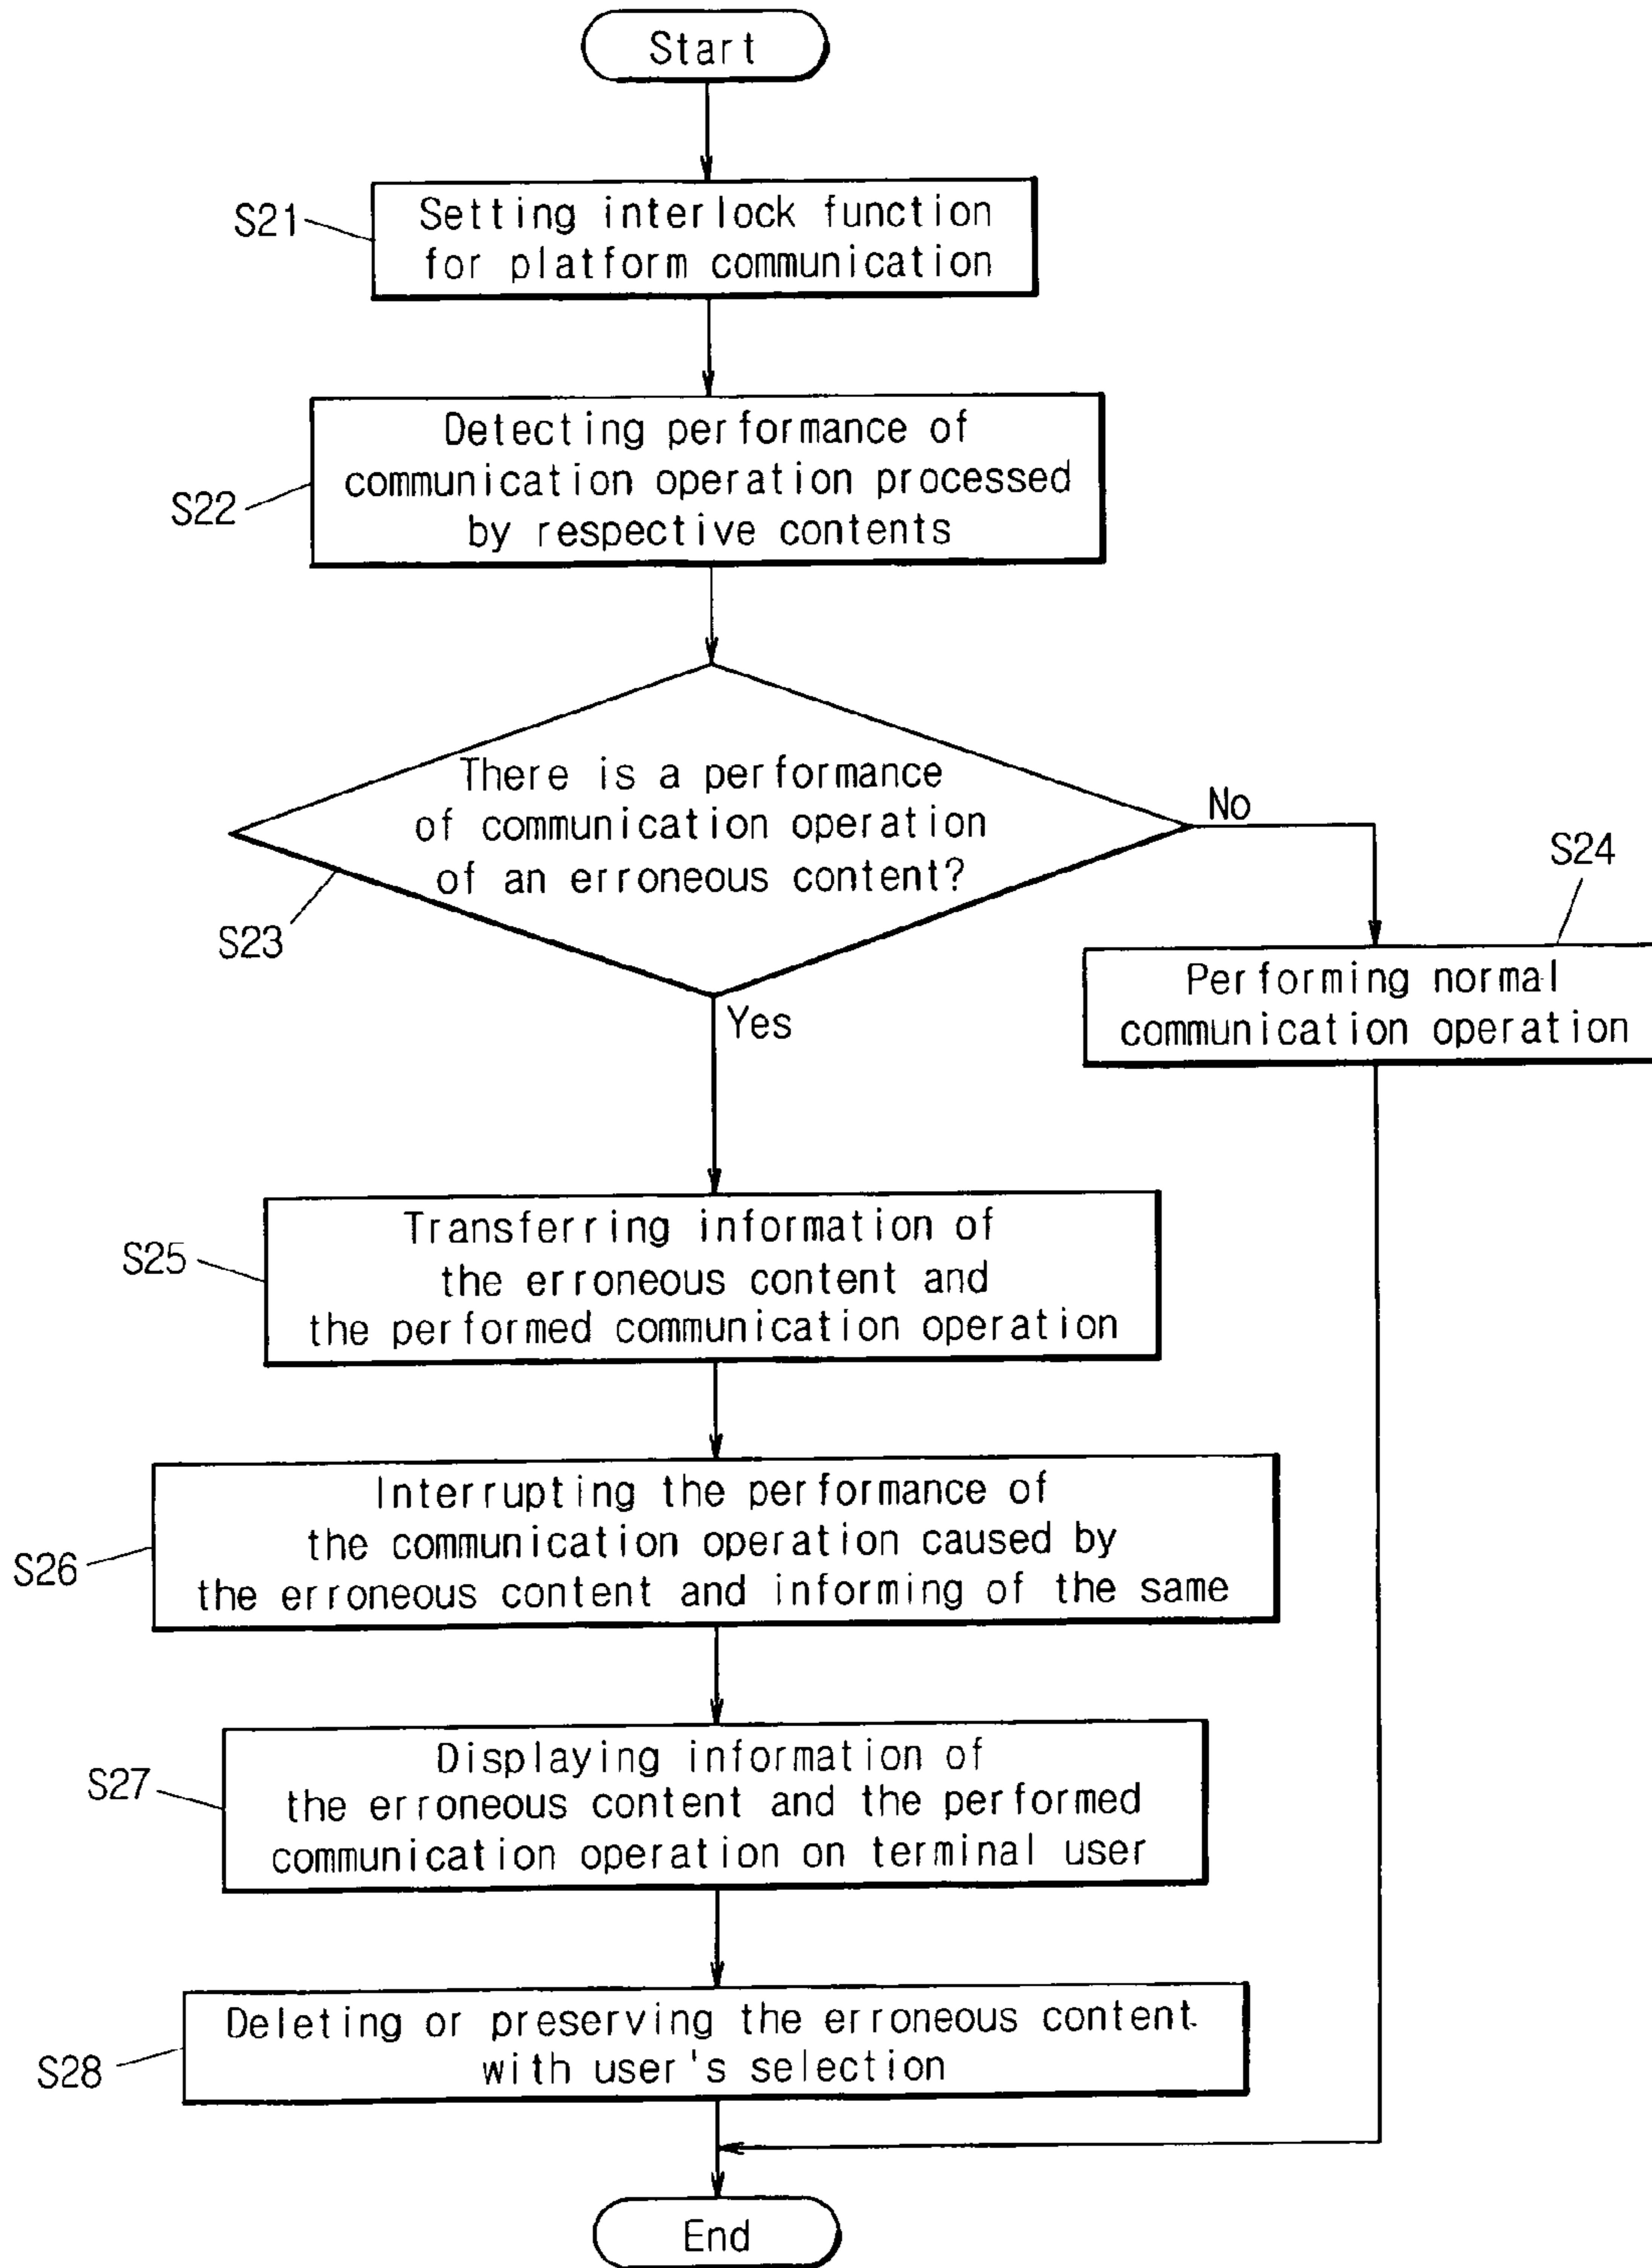 Start
S21
Setting interlock function
for platform communication
S22
Detecting performance of
communication operation processed
by respective contents
S23
There is a performance
of communication operation
of an erroneous content?
No
Yes
S24
Performing normal
communication operation
S25
Transferring information of
the erroneous content and
the performed communication operation
S26
Interrupting the performance of
the communication operation caused by
the erroneous content and informing of the same
S27
Displaying information of
the erroneous content and the performed
communication operation on terminal user
S28
Deleting or preserving the erroneous content
with user's selection
End